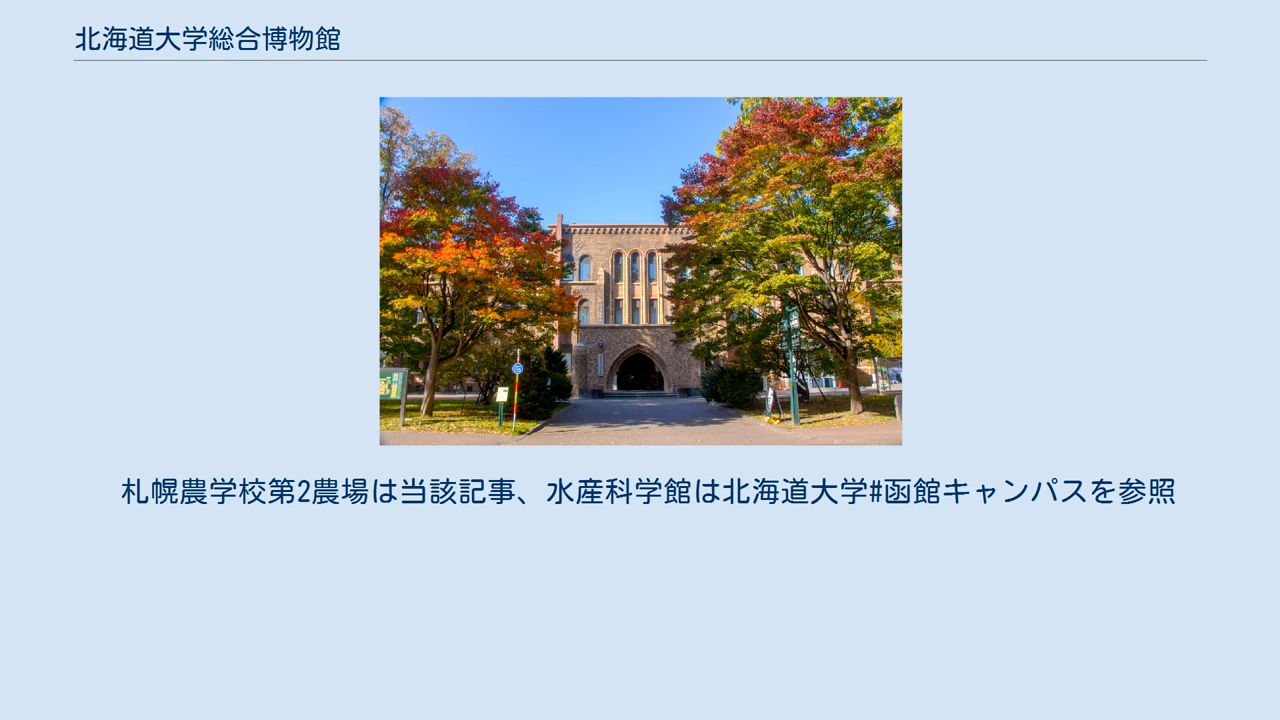 北海道大学総合博物館
札幌農学校第2農場は当該記事、水産科学館は北海道大学#函館キャンパスを参照